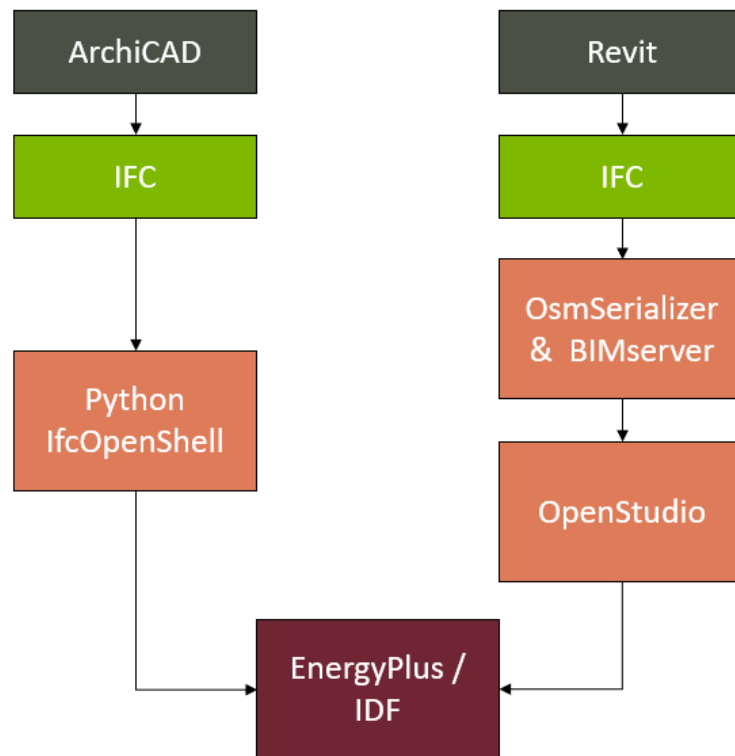 ArchiCAD
Revit
IFC
IFC
OsmSerializer
& BIMserver
Python
IfcOpenShell
OpenStudio
EnergyPlus /
IDF